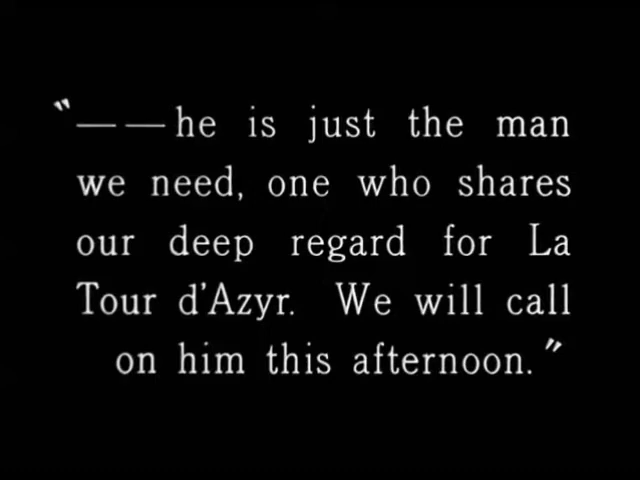 “——he is just the man
we need, one who shares
our deep regard for La
Tour d'Azyr. We will call
on him this afternoon.”